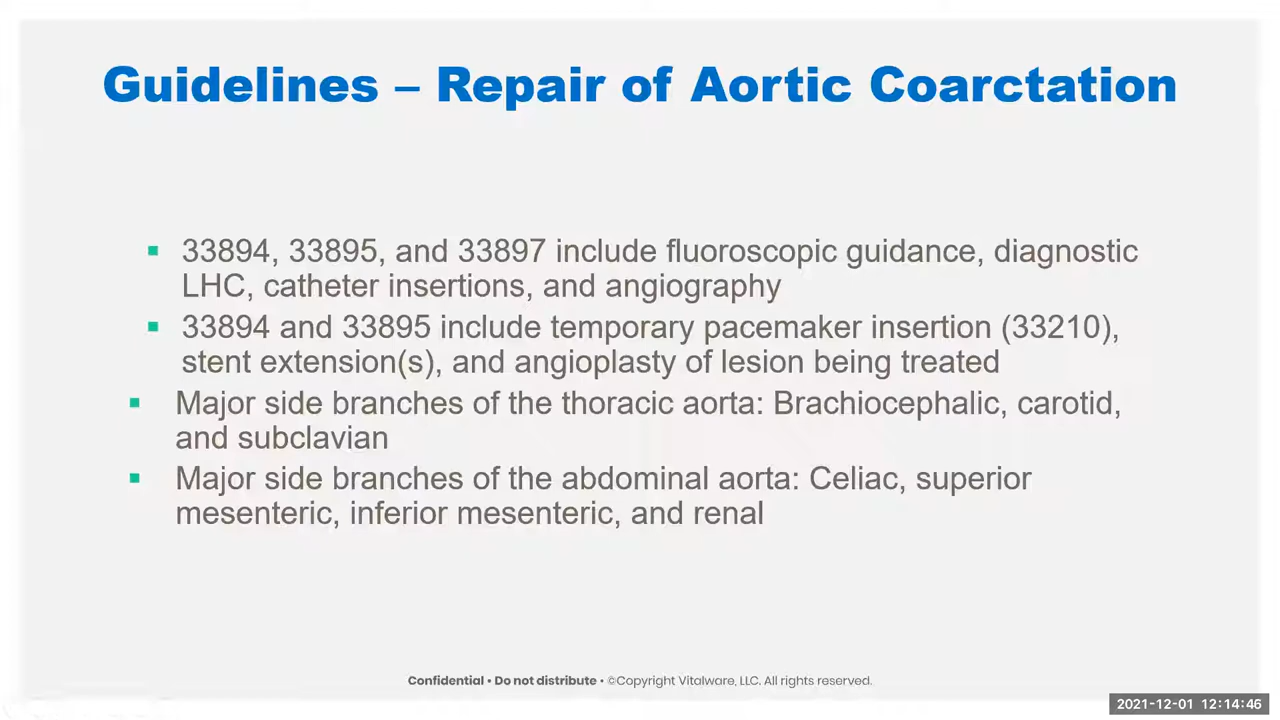 Guidelines – Repair of Aortic Coarctation
▪ 33894, 33895, and 33897 include fluoroscopic guidance, diagnostic
LHC, catheter insertions, and angiography
▪ 33894 and 33895 include temporary pacemaker insertion (33210),
stent extension(s), and angioplasty of lesion being treated
▪ Major side branches of the thoracic aorta: Brachiocephalic, carotid,
and subclavian
▪ Major side branches of the abdominal aorta: Celiac, superior
mesenteric, inferior mesenteric, and renal
Confidential • Do not distribute • ©Copyright Vitalware, LLC. All rights reserved.
2021-12-01 12:14:46